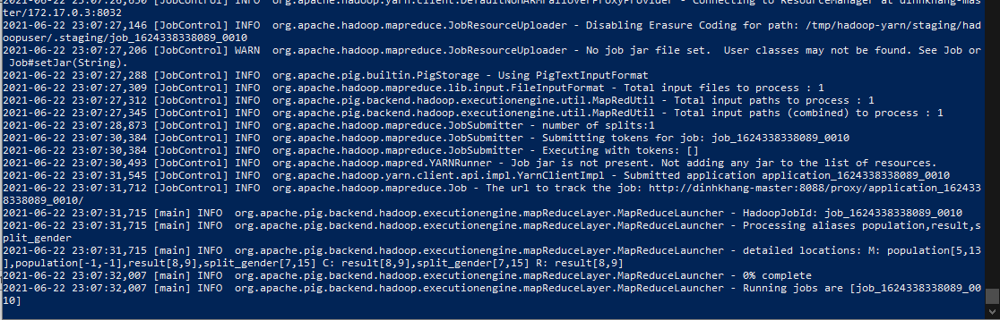 2021-06-22 23:07:26,650 [JobControl] INFO  org.apache.hadoop.yarn.client.DefaultNoHARMFailoverProxyProvider - Connecting to ResourceManager at dinhkhang-mas
ter/172.17.0.3:8032
2021-06-22 23:07:27,146 [JobControl] INFO  org.apache.hadoop.mapreduce.JobResourceUploader - Disabling Erasure Coding for path: /tmp/hadoop-yarn/staging/had
oopuser/.staging/job_1624338338089_0010
2021-06-22 23:07:27,206 [JobControl] WARN  org.apache.hadoop.mapreduce.JobResourceUploader - No job jar file set.  User classes may not be found. See Job or
 Job#setJar(String).
2021-06-22 23:07:27,288 [JobControl] INFO  org.apache.pig.builtin.PigStorage - Using PigTextInputFormat
2021-06-22 23:07:27,309 [JobControl] INFO  org.apache.hadoop.mapreduce.lib.input.FileInputFormat - Total input files to process : 1
2021-06-22 23:07:27,312 [JobControl] INFO  org.apache.pig.backend.hadoop.executionengine.util.MapRedUtil - Total input paths to process : 1
2021-06-22 23:07:27,345 [JobControl] INFO  org.apache.pig.backend.hadoop.executionengine.util.MapRedUtil - Total input paths (combined) to process : 1
2021-06-22 23:07:28,873 [JobControl] INFO  org.apache.hadoop.mapreduce.JobSubmitter - number of splits:1
2021-06-22 23:07:30,384 [JobControl] INFO  org.apache.hadoop.mapreduce.JobSubmitter - Submitting tokens for job: job_1624338338089_0010
2021-06-22 23:07:30,384 [JobControl] INFO  org.apache.hadoop.mapreduce.JobSubmitter - Executing with tokens: []
2021-06-22 23:07:30,493 [JobControl] INFO  org.apache.hadoop.mapred.YARNRunner - Job jar is not present. Not adding any jar to the list of resources.
2021-06-22 23:07:31,545 [JobControl] INFO  org.apache.hadoop.yarn.client.api.impl.YarnClientImpl - Submitted application application_1624338338089_0010
2021-06-22 23:07:31,712 [JobControl] INFO  org.apache.hadoop.mapreduce.Job - The url to track the job: http://dinhkhang-master:8088/proxy/application_162433
8338089_0010/
2021-06-22 23:07:31,715 [main] INFO  org.apache.pig.backend.hadoop.executionengine.mapReduceLayer.MapReduceLauncher - HadoopJobId: job_1624338338089_0010
2021-06-22 23:07:31,715 [main] INFO  org.apache.pig.backend.hadoop.executionengine.mapReduceLayer.MapReduceLauncher - Processing aliases population,result,s
plit_gender
2021-06-22 23:07:31,715 [main] INFO  org.apache.pig.backend.hadoop.executionengine.mapReduceLayer.MapReduceLauncher - detailed locations: M: population[5,13
],population[-1,-1],result[8,9],split_gender[7,15] C: result[8,9],split_gender[7,15] R: result[8,9]
2021-06-22 23:07:32,007 [main] INFO  org.apache.pig.backend.hadoop.executionengine.mapReduceLayer.MapReduceLauncher - 0% complete
2021-06-22 23:07:32,007 [main] INFO  org.apache.pig.backend.hadoop.executionengine.mapReduceLayer.MapReduceLauncher - Running jobs are [job_1624338338089_00
10]